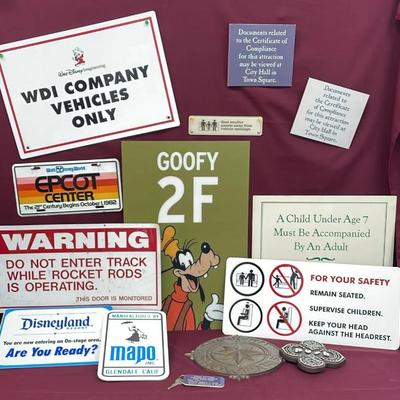 Walt Disney Imagineering
WDI COMPANY
VEHICLES
ONLY
Documents related
to the Certificate of
Compliance
for this attraction
may be viewed at
City Hall in
Town Square.
Documents
related to
the Certificate
of Compliance
for this
attraction
may be viewed at
City Hall in
Town Square.
Walt Disney World
EPCOT
CENTER
The 21st Century Begins October 1, 1982
GOOFY
2F
A Child Under Age 7
Must Be Accompanied
By An Adult
WARNING
DO NOT ENTER TRACK
WHILE ROCKET RODS
IS OPERATING.
THIS DOOR IS MONITORED
FOR YOUR SAFETY
REMAIN SEATED.
SUPERVISE CHILDREN.
KEEP YOUR HEAD
AGAINST THE HEADREST.
Disneyland
RESORT
You are now entering an On-stage area.
Are You Ready?
MANUFACTURED BY
mapo
INC.
GLENDALE CALIF.